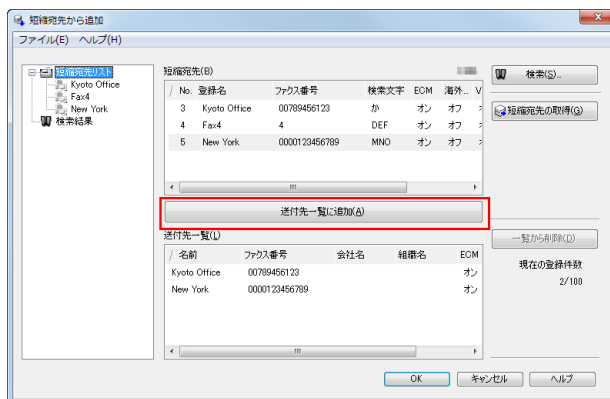 短縮宛先から追加
ファイル(E) ヘルプ(H)
短縮宛先リスト
Kyoto Office
Fax4
New York
検索結果
短縮宛先(B)
/ No. 登録名 ファクス番号 検索文字 ECM 海外... V
3 Kyoto Office 00789456123 か オン オフ
4 Fax4 4 DEF オン オフ
5 New York 0000123456789 MNO オン オフ
送付先一覧に追加(A)
送付先一覧(L)
/ 名前 ファクス番号 会社名 組織名 ECM
Kyoto Office 00789456123 オン
New York 0000123456789 オン
検索(S)...
短縮宛先の取得(G)
一覧から削除(D)
現在の登録件数
2/100
OK キャンセル ヘルプ